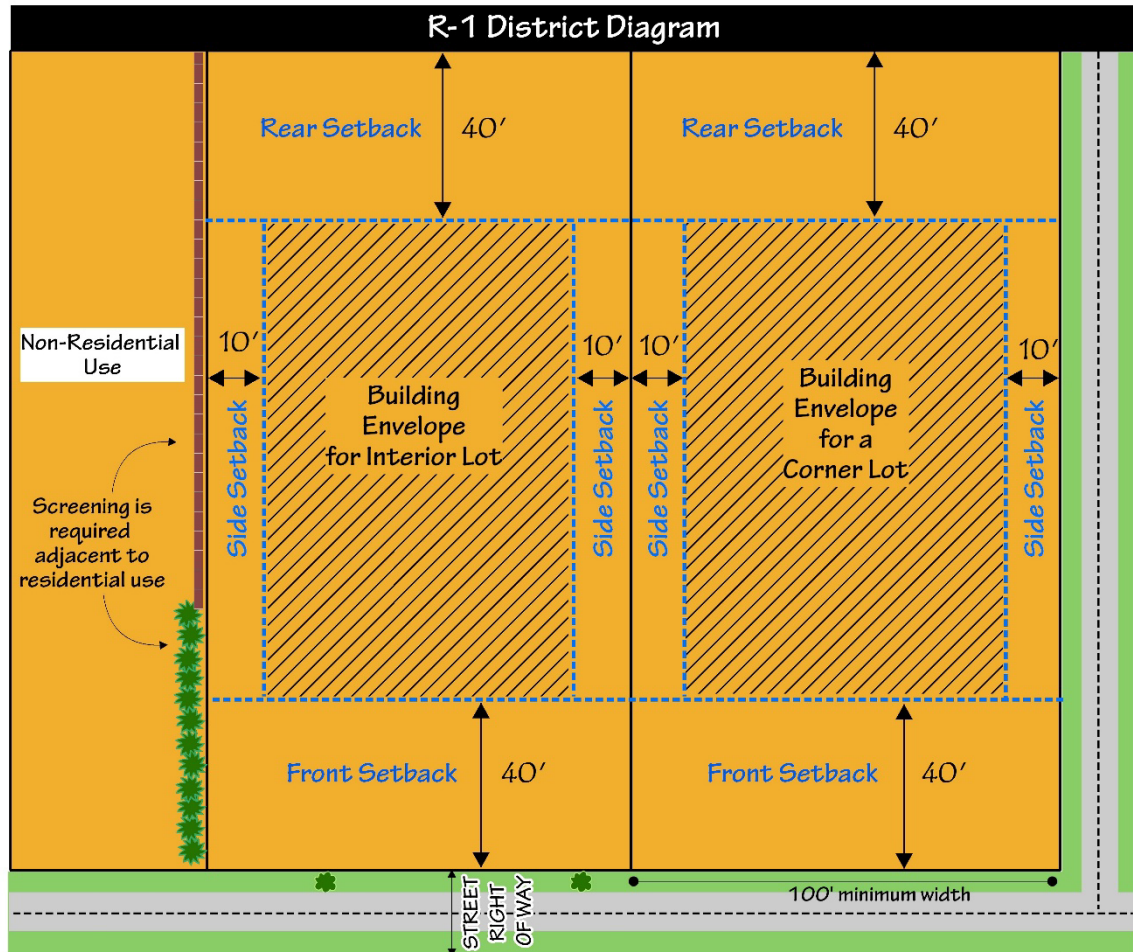 R-1 District Diagram
Rear Setback
40'
Rear Setback
40'
Non-Residential
Use
10'
10'
10'
10'
Side Setback
Building
Envelope
for Interior Lot
Side Setback
Side Setback
Building
Envelope
for a
Corner Lot
Side Setback
Screening is
required
adjacent to
residential use
Front Setback
40'
Front Setback
40'
STREET
RIGHT
OF WAY
100' minimum width